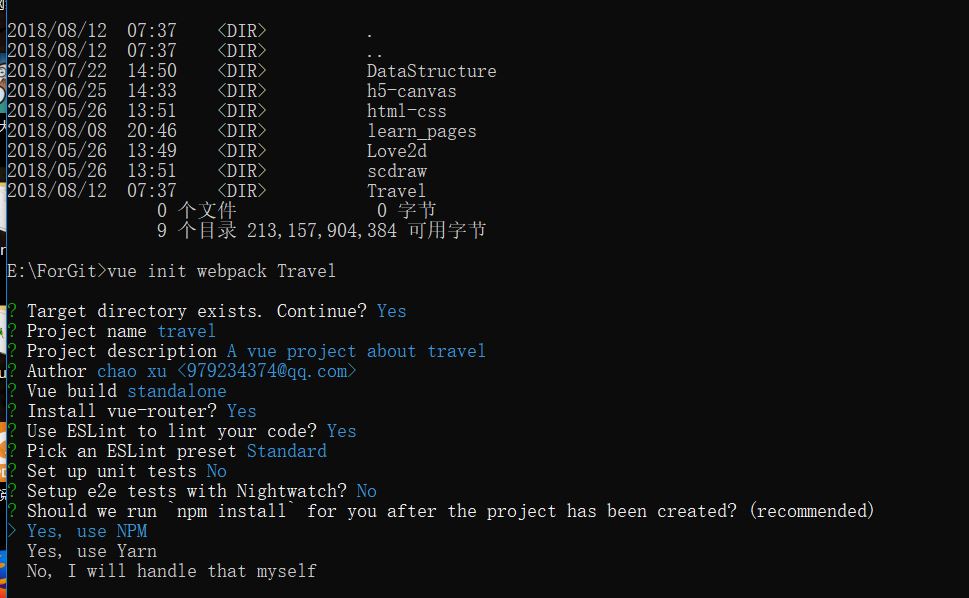 2018/08/12  07:37    <DIR>          .
2018/08/12  07:37    <DIR>          ..
2018/07/22  14:50    <DIR>          DataStructure
2018/06/25  14:33    <DIR>          h5-canvas
2018/05/26  13:51    <DIR>          html-css
2018/08/08  20:46    <DIR>          learn_pages
2018/05/26  13:49    <DIR>          Love2d
2018/05/26  13:51    <DIR>          scdraw
2018/08/12  07:37    <DIR>          Travel
0 个文件              0 字节
9 个目录 213,157,904,384 可用字节
E:\ForGit>vue init webpack Travel
? Target directory exists. Continue? Yes
? Project name travel
? Project description A vue project about travel
? Author chao xu <979234374@qq.com>
? Vue build standalone
? Install vue-router? Yes
? Use ESLint to lint your code? Yes
? Pick an ESLint preset Standard
? Set up unit tests No
? Setup e2e tests with Nightwatch? No
? Should we run `npm install` for you after the project has been created? (recommended)
> Yes, use NPM
Yes, use Yarn
No, I will handle that myself